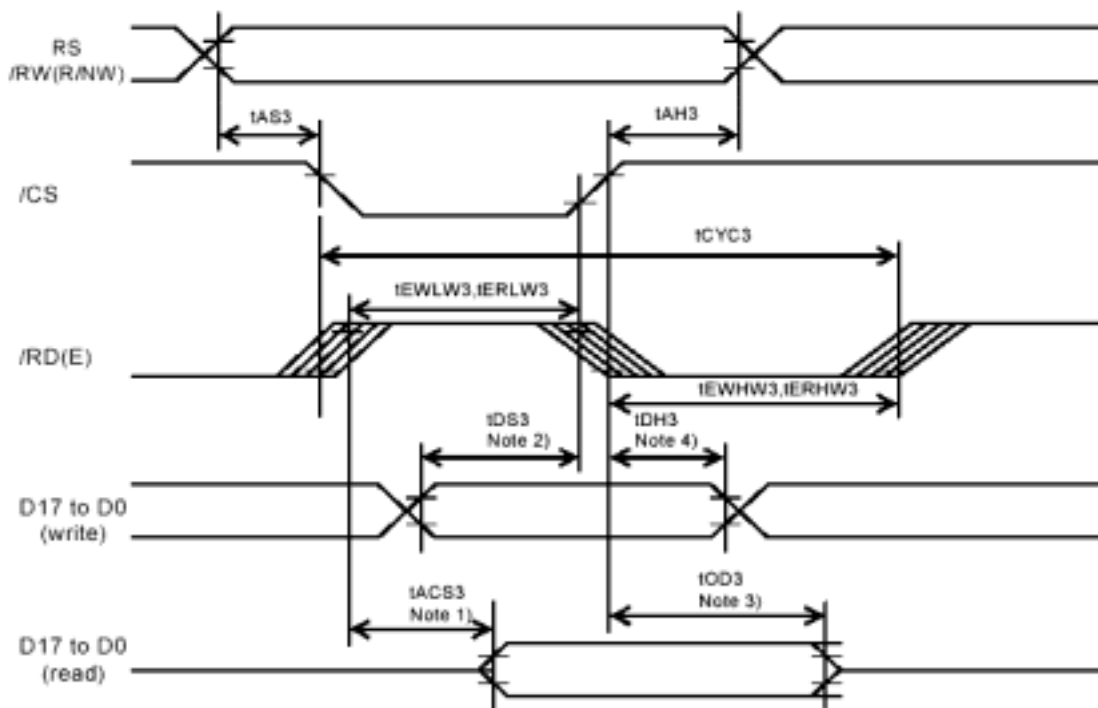 RS
/RW(R/NW)
tAS3
tAH3
/CS
tCYC3
tEWLW3,tERLW3
/RD(E)
tEWHW3,tERHW3
tDS3
Note 2)
tDH3
Note 4)
D17 to D0
(write)
tACS3
Note 1)
tOD3
Note 3)
D17 to D0
(read)